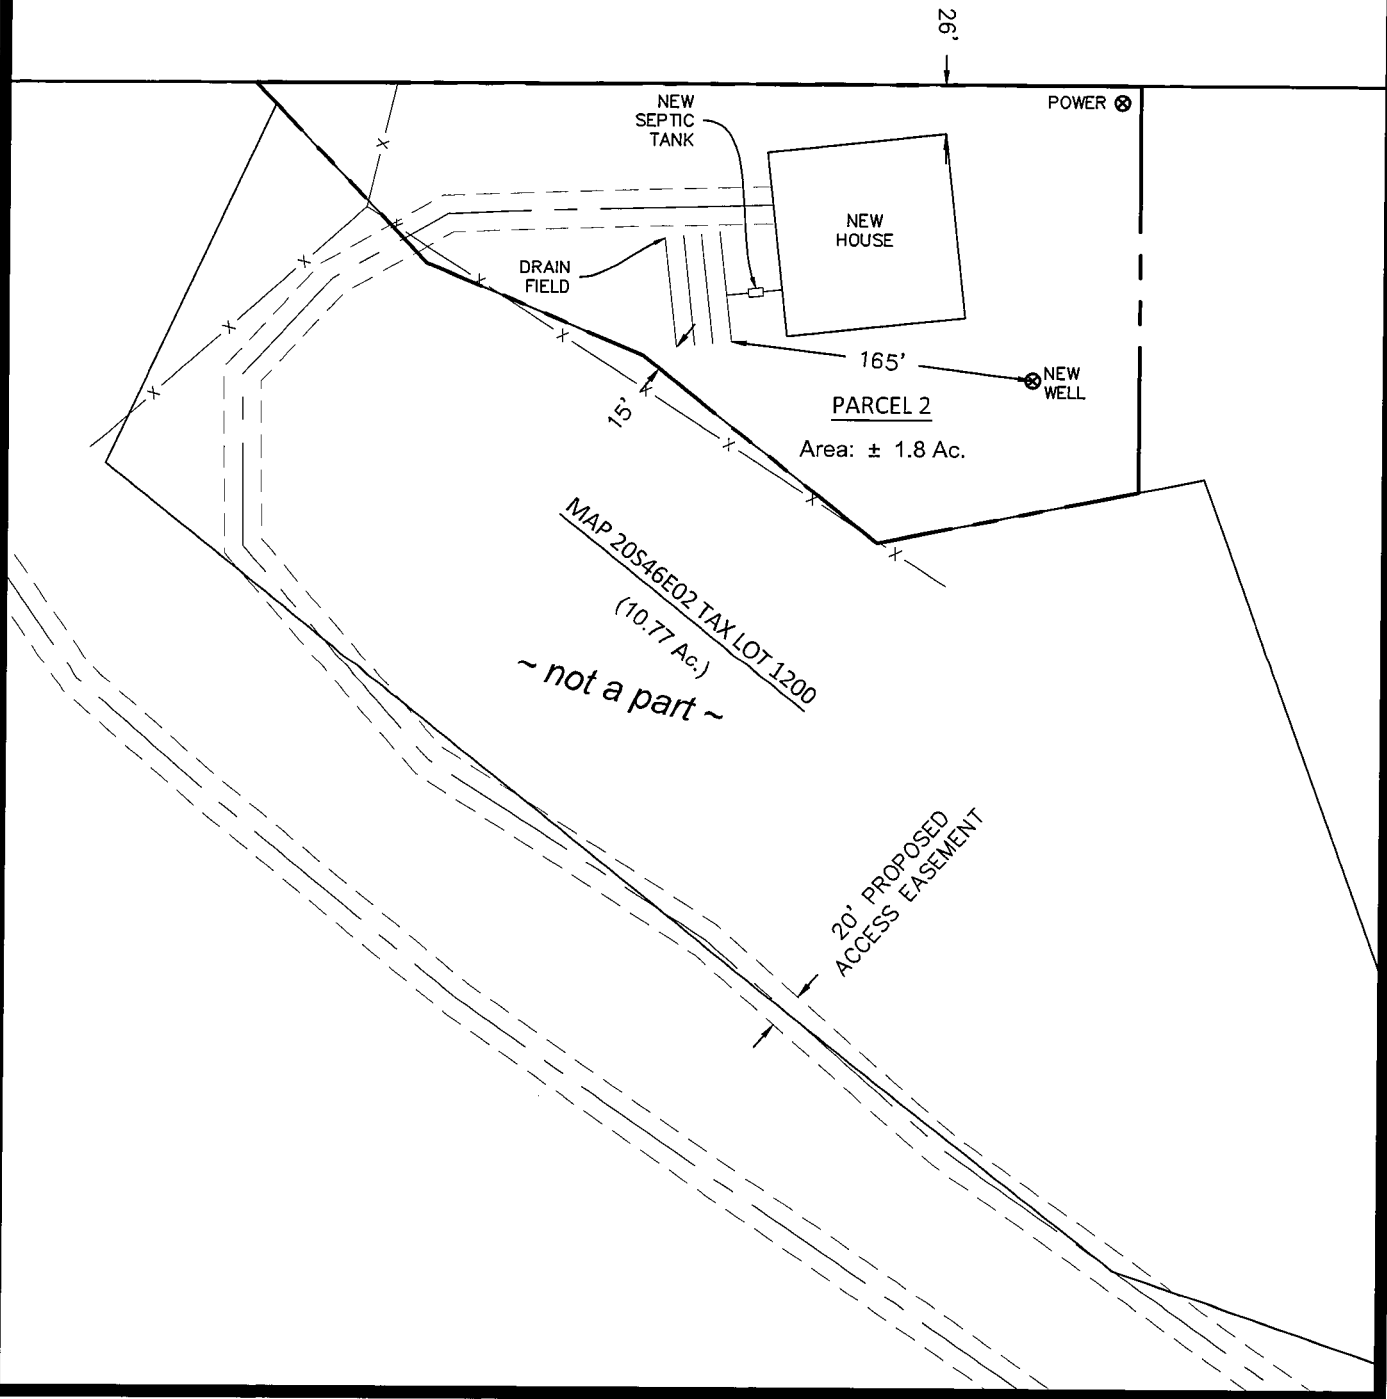 26'
POWER
NEW
SEPTIC
TANK
NEW
HOUSE
DRAIN
FIELD
165'
NEW
WELL
15'
PARCEL 2
Area: ± 1.8 Ac.
MAP 20S46E02 TAX LOT 1200
(10.77 Ac.)
~ not a part ~
20' PROPOSED
ACCESS EASEMENT